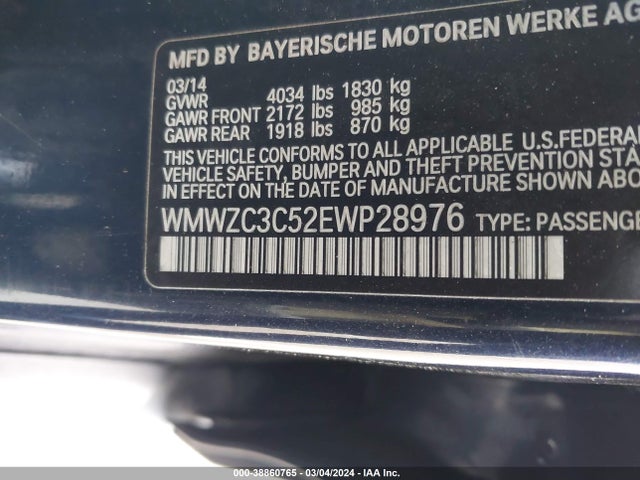 MFD BY BAYERISCHE MOTOREN WERKE AG
03/14
GVWR 4034 lbs 1830 kg
GAWR FRONT 2172 lbs 985 kg
GAWR REAR 1918 lbs 870 kg
THIS VEHICLE CONFORMS TO ALL APPLICABLE U.S.FEDERAL
VEHICLE SAFETY, BUMPER AND THEFT PREVENTION STA
IN EFFECT ON THE DATE OF MANUFACTURE SHOWN ABO
WMWZC3C52EWP28976 TYPE: PASSENGE
000-38860765 - 03/04/2024 - IAA Inc.